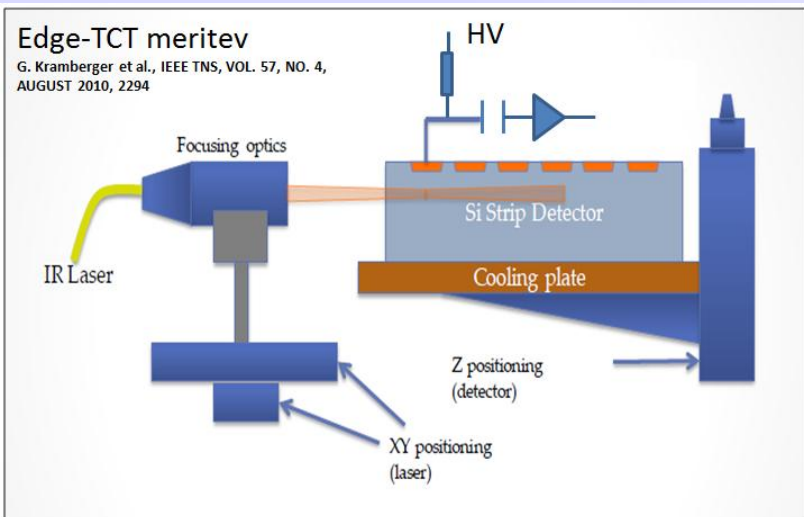 Edge-TCT meritev
G. Kramberger et al., IEEE TNS, VOL. 57, NO. 4,
AUGUST 2010, 2294
HV
Focusing optics
IR Laser
Si Strip Detector
Cooling plate
Z positioning
(detector)
XY positioning
(laser)